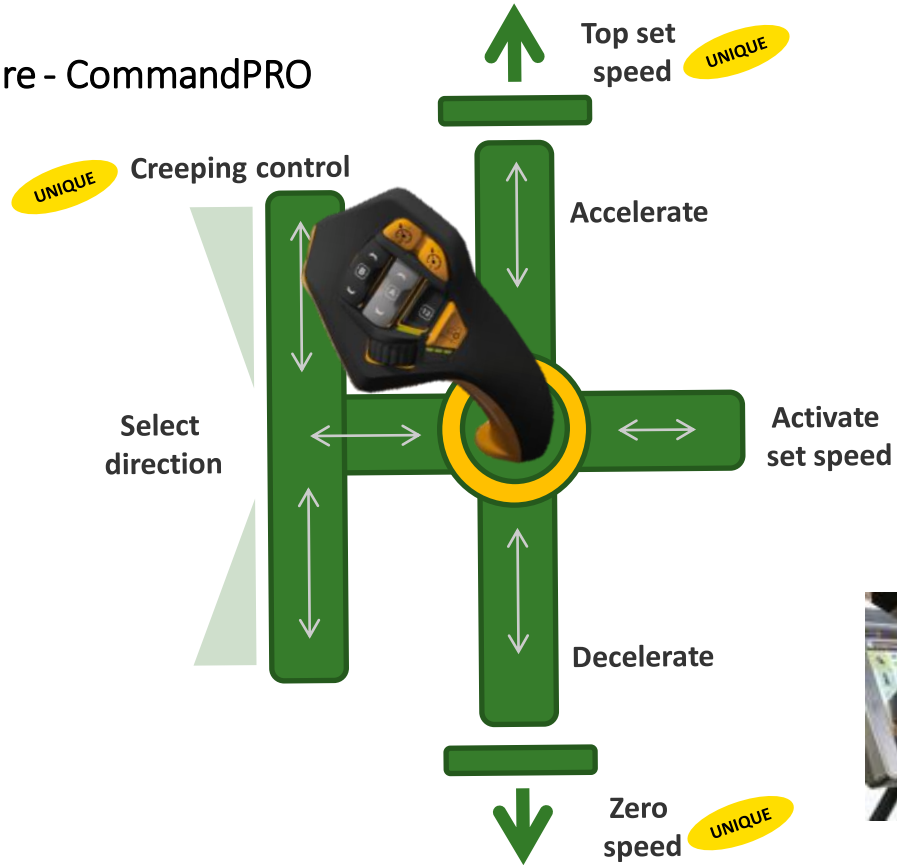 re - CommandPRO
Top set
speed
UNIQUE
UNIQUE
Creeping control
Accelerate
B
A
12
Select
direction
Activate
set speed
Decelerate
Zero
speed
UNIQUE